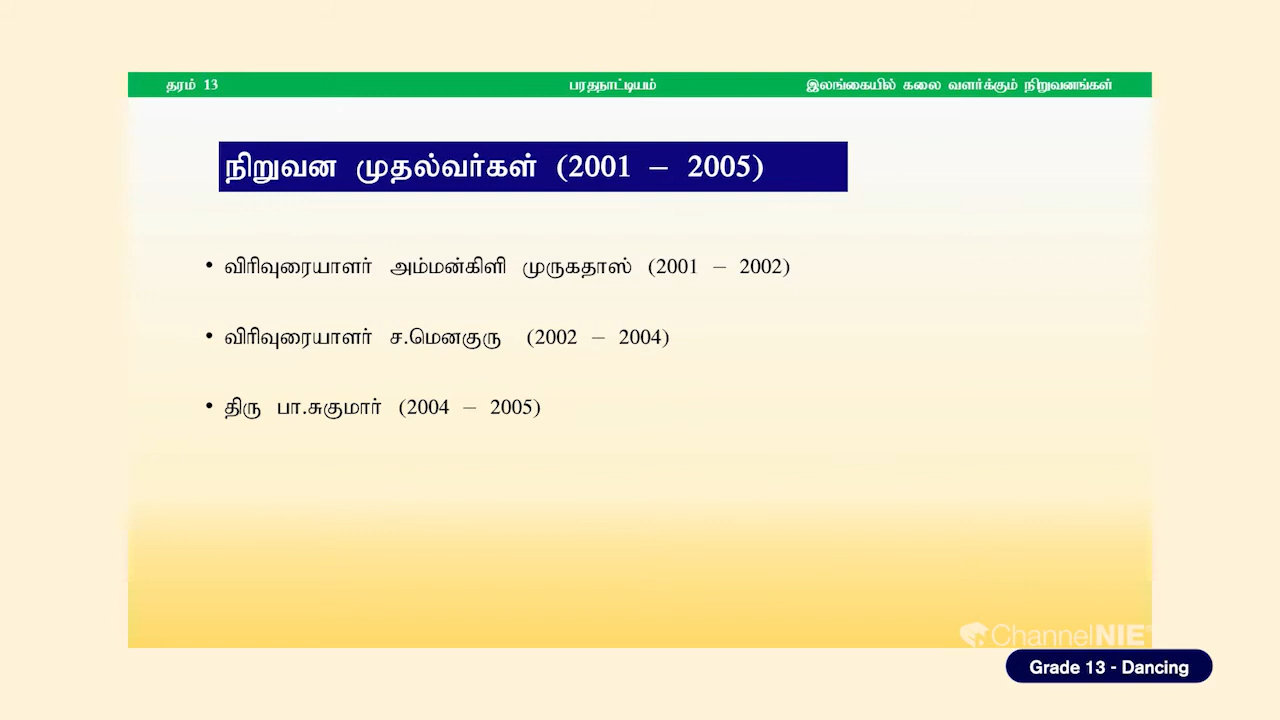 தரம் 13 பரதநாட்டியம் இலங்கையில் கலை வளர்க்கும் நிறுவனங்கள்
நிறுவன முதல்வர்கள் (2001 – 2005)
• விரிவுரையாளர் அம்மன்கிளி முருகதாஸ் (2001 – 2002)
• விரிவுரையாளர் ச.மெனகுரு (2002 – 2004)
• திரு பா.சுகுமார் (2004 – 2005)
ChannelNIE
Grade 13 - Dancing